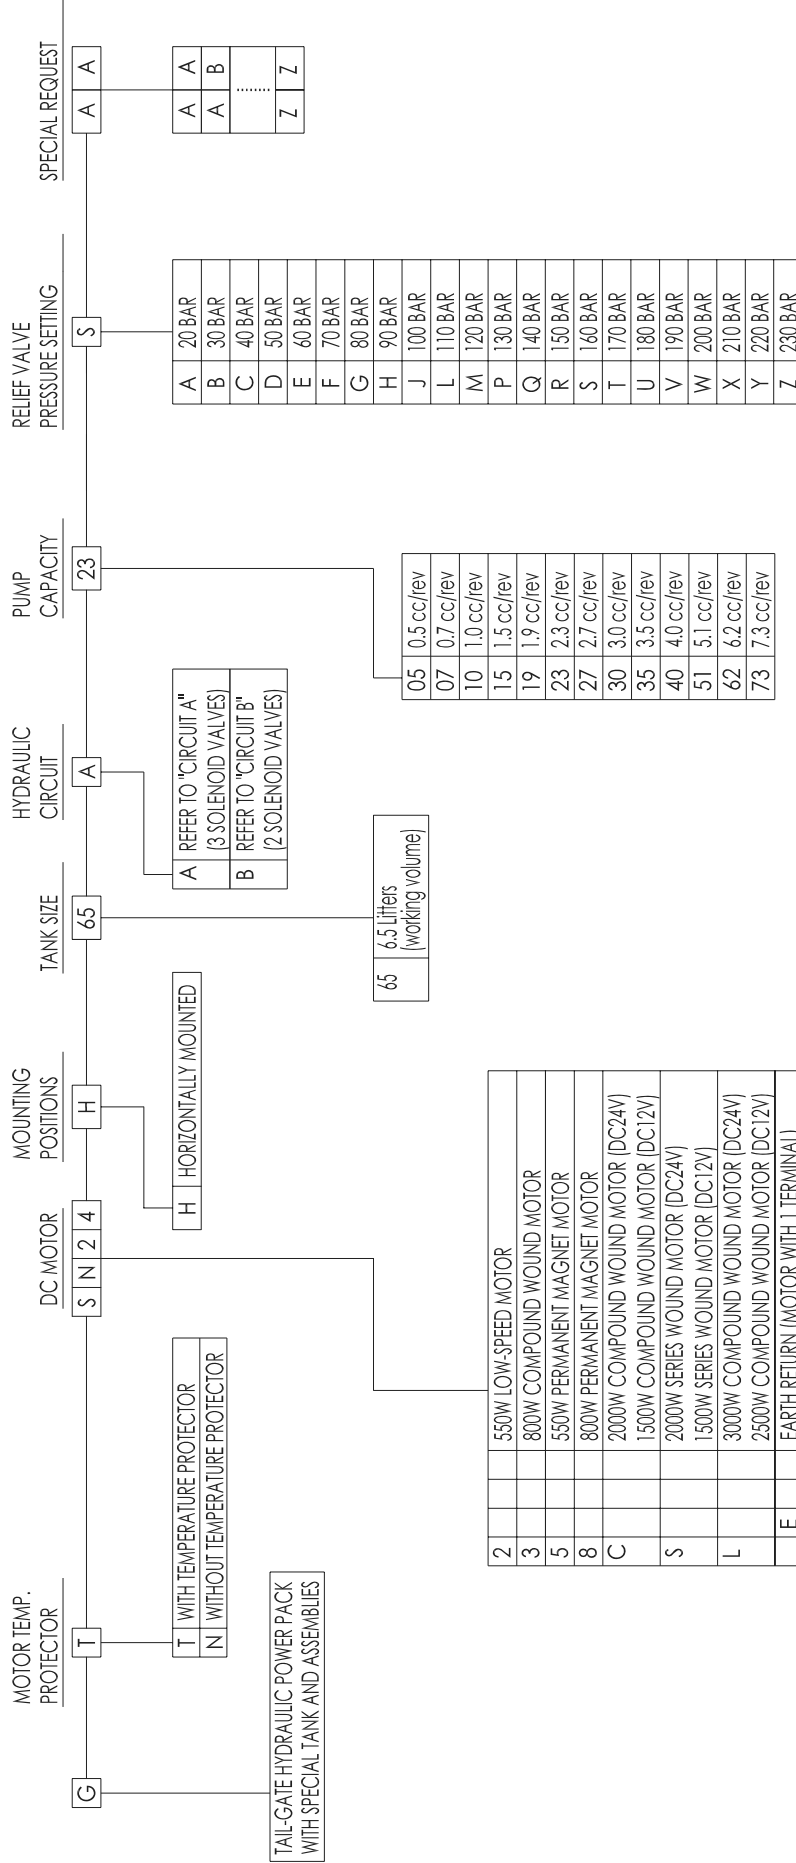 MOTOR TEMP.
PROTECTOR
DC MOTOR
MOUNTING
POSITIONS
TANK SIZE
HYDRAULIC
CIRCUIT
PUMP
CAPACITY
RELIEF VALVE
PRESSURE SETTING
SPECIAL REQUEST
G T S N 2 4 H 65 A 23 S A A
TAIL-GATE HYDRAULIC POWER PACK
WITH SPECIAL TANK AND ASSEMBLIES
T WITH TEMPERATURE PROTECTOR
N WITHOUT TEMPERATURE PROTECTOR
2 550W LOW-SPEED MOTOR
3 800W COMPOUND WOUND MOTOR
5 550W PERMANENT MAGNET MOTOR
8 800W PERMANENT MAGNET MOTOR
C 2000W COMPOUND WOUND MOTOR (DC24V)
1500W COMPOUND WOUND MOTOR (DC12V)
S 2000W SERIES WOUND MOTOR (DC24V)
1500W SERIES WOUND MOTOR (DC12V)
L 3000W COMPOUND WOUND MOTOR (DC24V)
2500W COMPOUND WOUND MOTOR (DC12V)
E EARTH RETURN (MOTOR WITH 1 TERMINAL)
H HORIZONTALLY MOUNTED
65 6.5 Litters
(working volume)
A REFER TO "CIRCUIT A"
(3 SOLENOID VALVES)
B REFER TO "CIRCUIT B"
(2 SOLENOID VALVES)
05 0.5 cc/rev
07 0.7 cc/rev
10 1.0 cc/rev
15 1.5 cc/rev
19 1.9 cc/rev
23 2.3 cc/rev
27 2.7 cc/rev
30 3.0 cc/rev
35 3.5 cc/rev
40 4.0 cc/rev
51 5.1 cc/rev
62 6.2 cc/rev
73 7.3 cc/rev
A 20 BAR
B 30 BAR
C 40 BAR
D 50 BAR
E 60 BAR
F 70 BAR
G 80 BAR
H 90 BAR
J 100 BAR
L 110 BAR
M 120 BAR
P 130 BAR
Q 140 BAR
R 150 BAR
S 160 BAR
T 170 BAR
U 180 BAR
V 190 BAR
W 200 BAR
X 210 BAR
Y 220 BAR
Z 230 BAR
A A
A B
........
Z Z